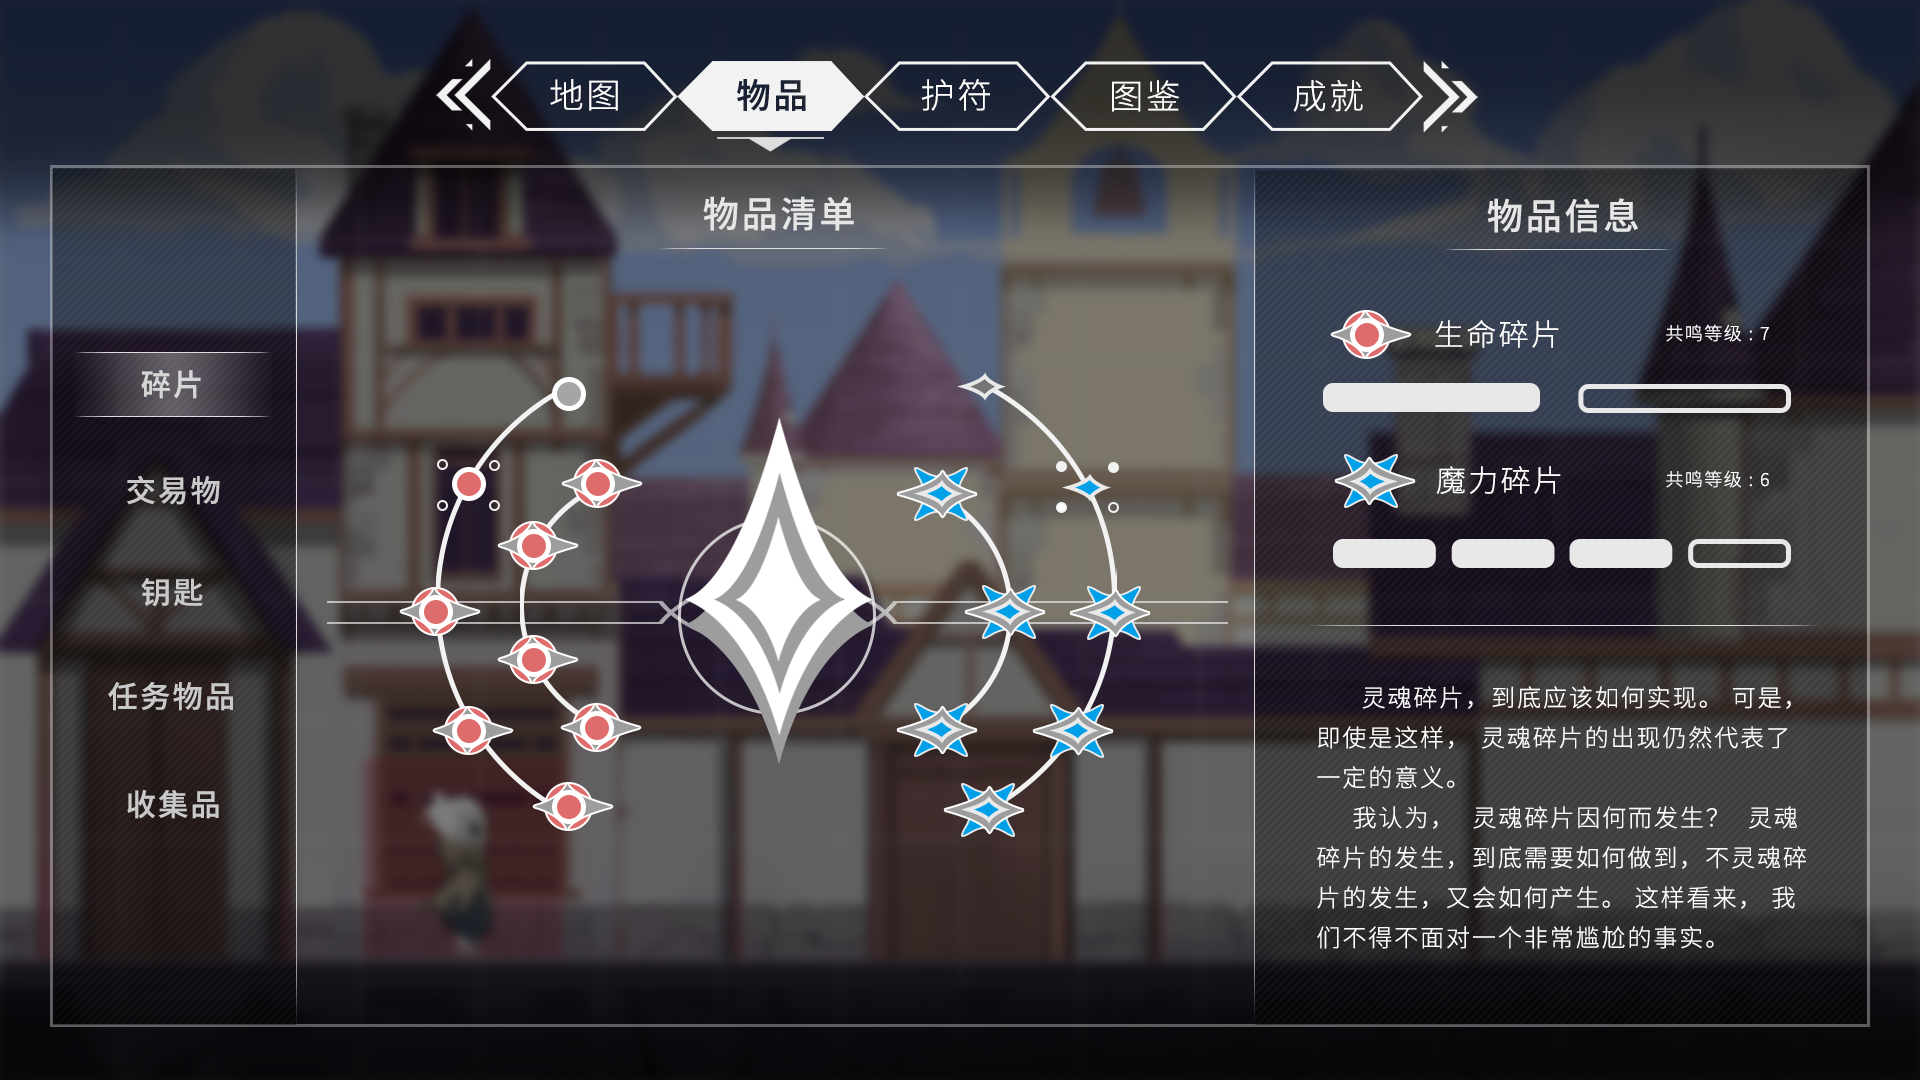 地图
物品
护符
图鉴
成就
物品清单
物品信息
碎片
交易物
钥匙
任务物品
收集品
生命碎片
共鸣等级：7
魔力碎片
共鸣等级：6
灵魂碎片，到底应该如何实现。 可是，
即使是这样， 灵魂碎片的出现仍然代表了
一定的意义。
我认为， 灵魂碎片因何而发生？ 灵魂
碎片的发生，到底需要如何做到，不灵魂碎
片的发生，又会如何产生。 这样看来， 我
们不得不面对一个非常尴尬的事实。